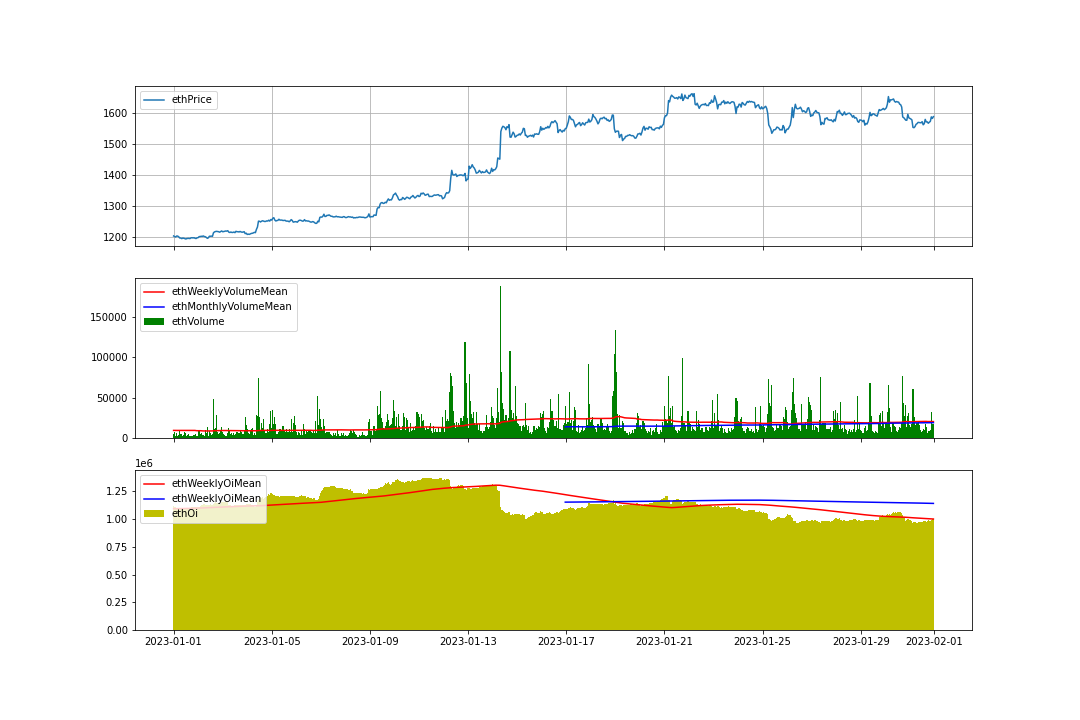 ethPrice
1600
1500
1400
1300
1200
ethWeeklyVolumeMean
ethMonthlyVolumeMean
ethVolume
150000
100000
50000
0
1e6
ethWeeklyOiMean
ethWeeklyOiMean
ethOi
1.25
1.00
0.75
0.50
0.25
0.00
2023-01-01 2023-01-05 2023-01-09 2023-01-13 2023-01-17 2023-01-21 2023-01-25 2023-01-29 2023-02-01